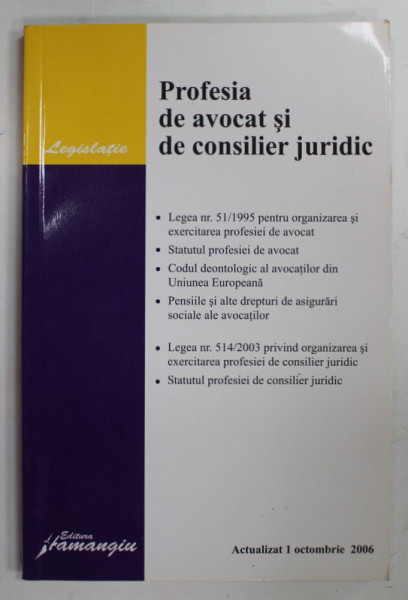 Profesia
de avocat şi
de consilier juridic
Legislaţie
• Legea nr. 51/1995 pentru organizarea şi
exercitarea profesiei de avocat
• Statutul profesiei de avocat
• Codul deontologic al avocaţilor din
Uniunea Europeană
• Pensiile şi alte drepturi de asigurări
sociale ale avocaţilor
• Legea nr. 514/2003 privind organizarea şi
exercitarea profesiei de consilier juridic
• Statutul profesiei de consilier juridic
Editura
Hamangiu
Actualizat 1 octombrie 2006